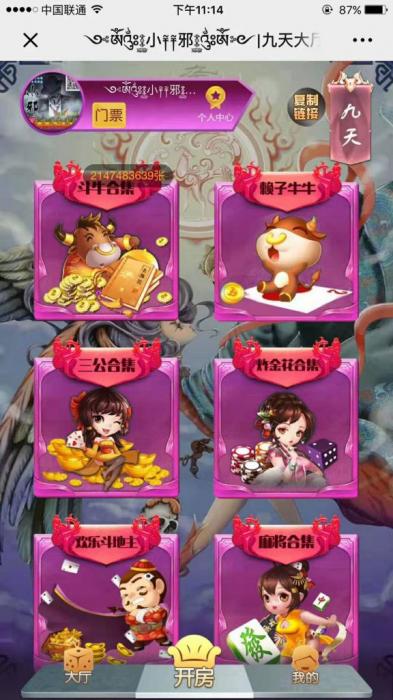 中国联通
下午11:14
87%
小邪
|九天大厅
小邪...
门票
个人中心
复制
链接
九天
2147483639张
斗牛合集
赖子牛牛
三公合集
炸金花合集
欢乐斗地主
麻将合集
發
大厅
开房
我的